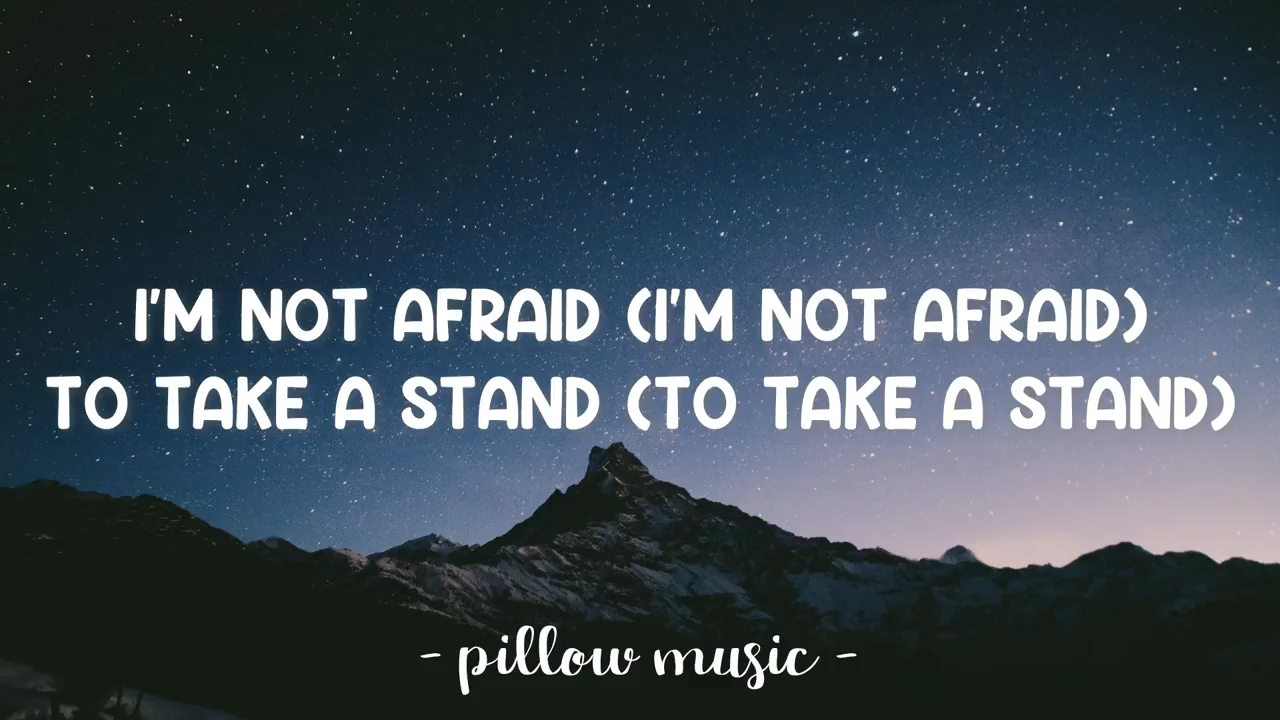 I'M NOT AFRAID (I'M NOT AFRAID)
TO TAKE A STAND (TO TAKE A STAND)
- pillow music -